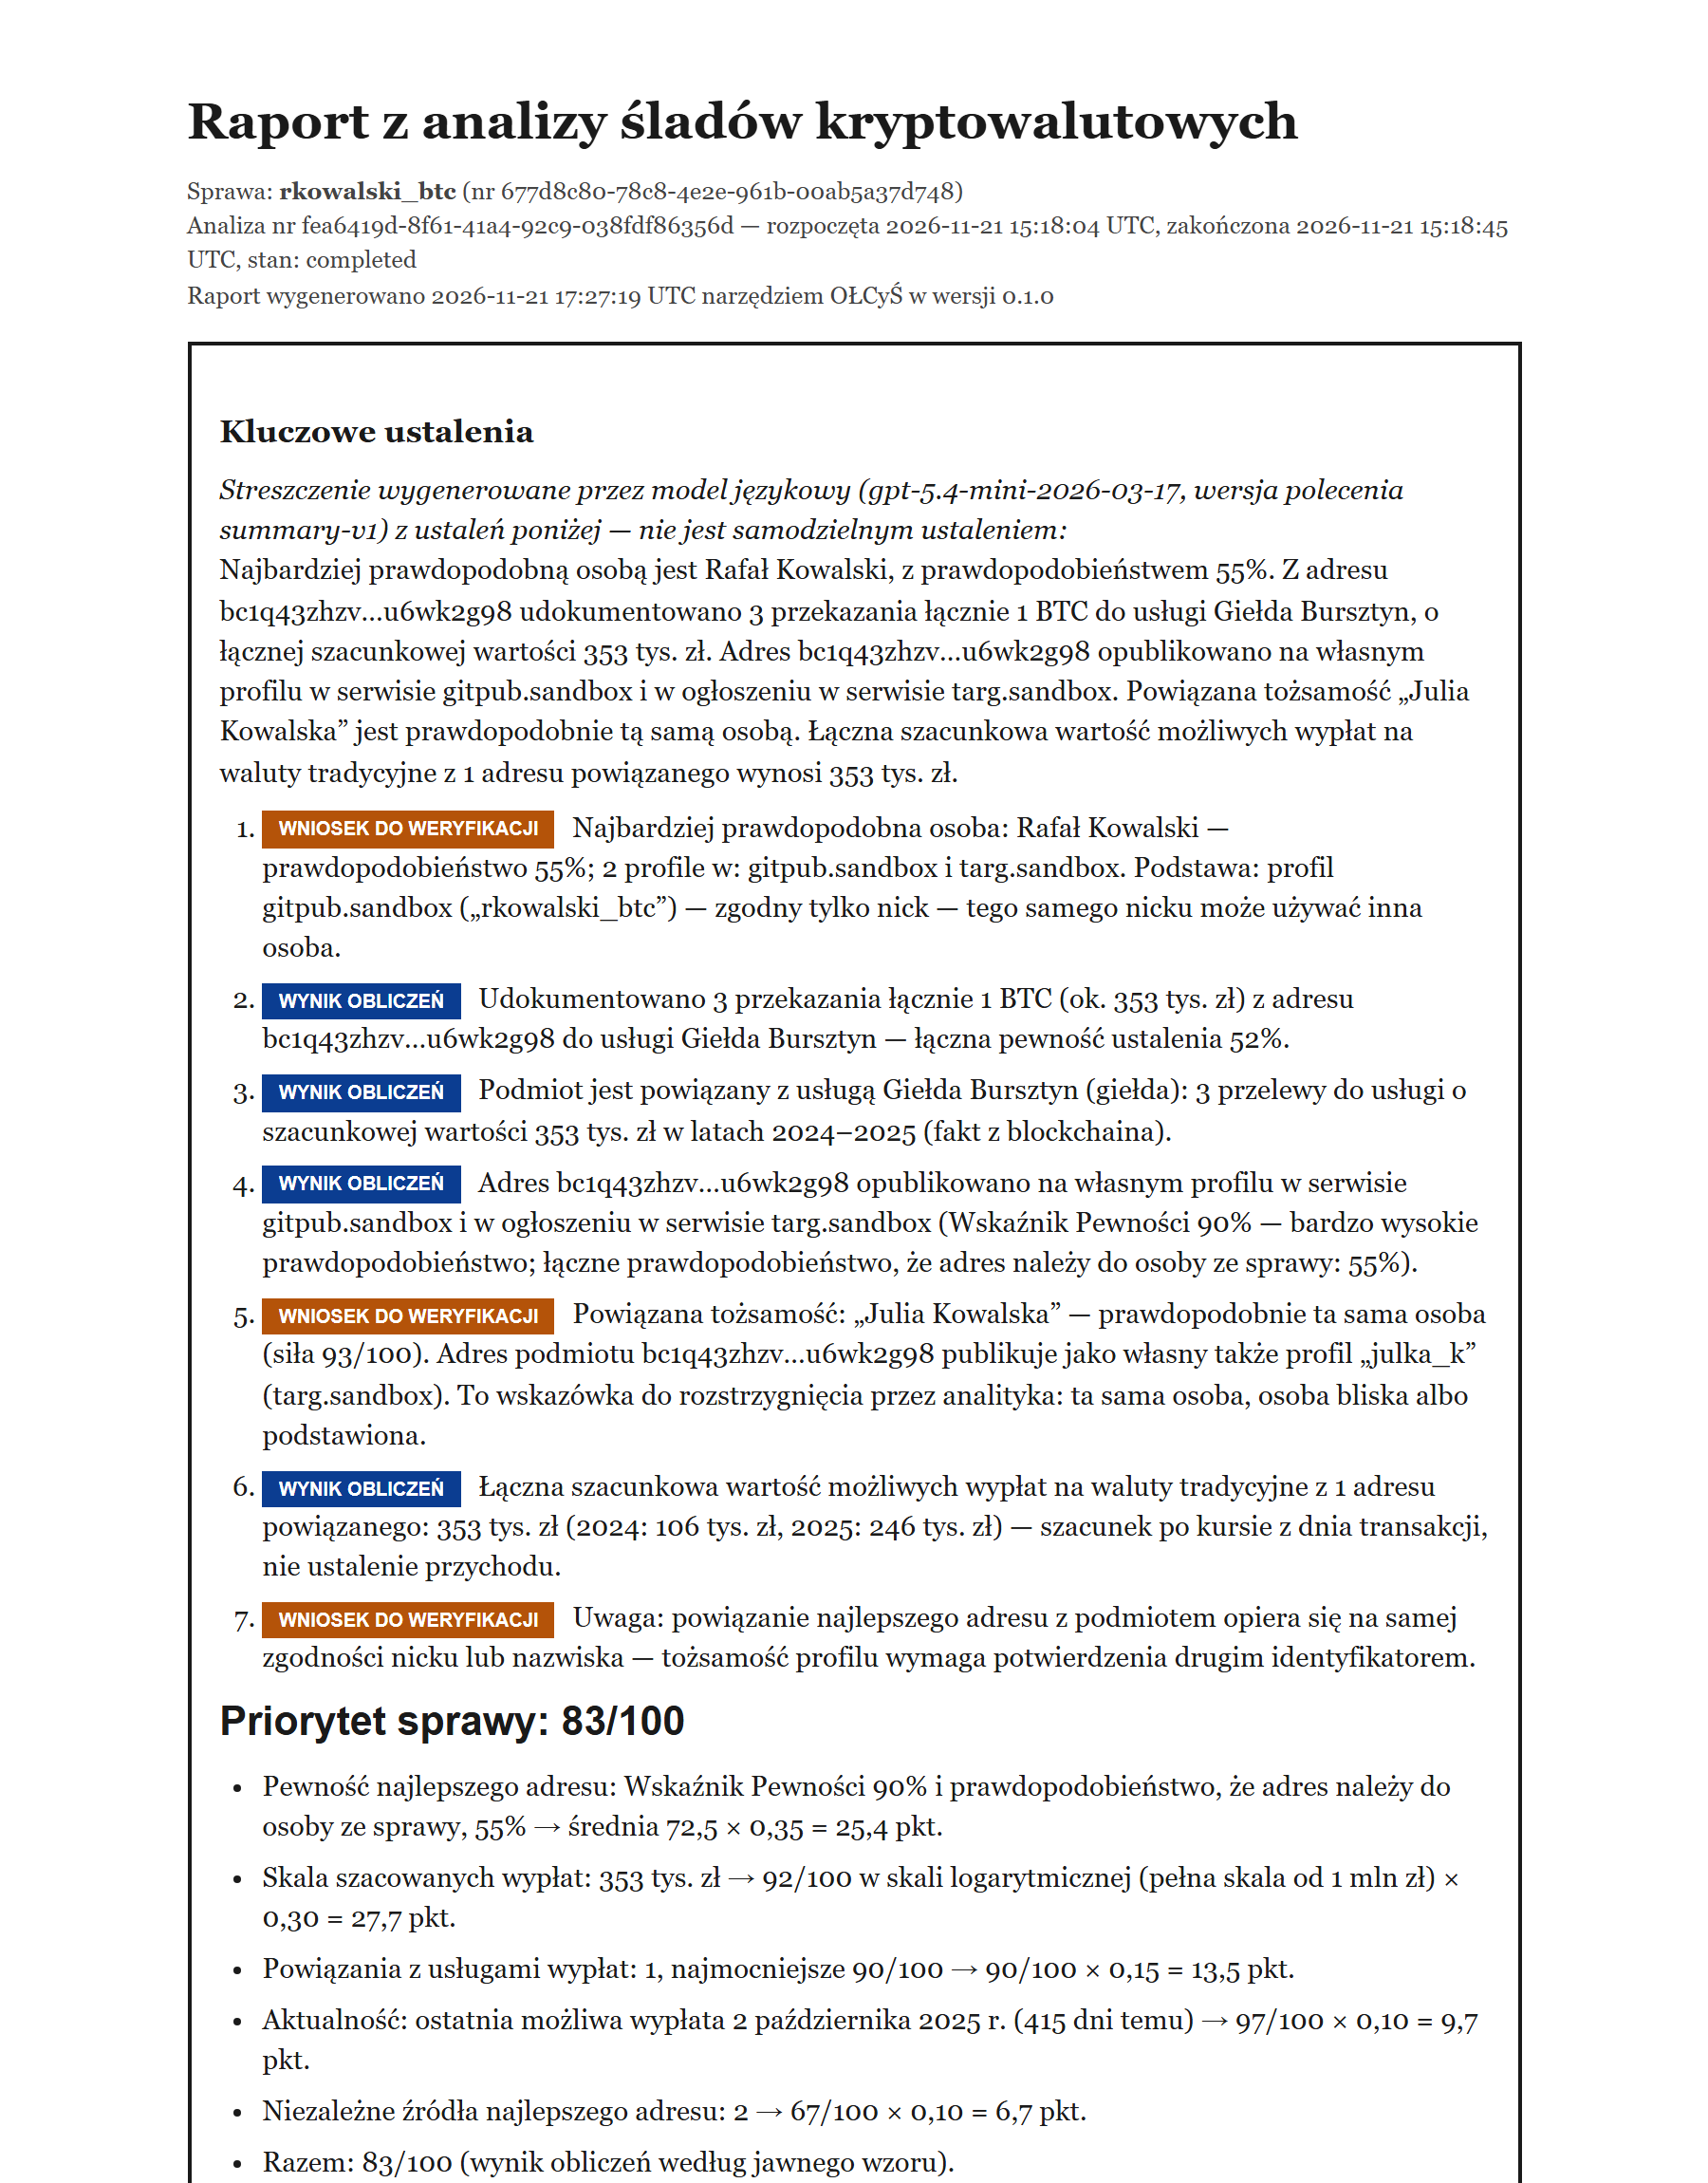 Raport z analizy śladów kryptowalutowych
Sprawa: rkowalski_btc (nr 677d8c80-78c8-4e2e-961b-00ab5a37d748)
Analiza nr fea6419d-8f61-41a4-92c9-038fdf86356d — rozpoczęta 2026-11-21 15:18:04 UTC, zakończona 2026-11-21 15:18:45
UTC, stan: completed
Raport wygenerowano 2026-11-21 17:27:19 UTC narzędziem OŁCyŚ w wersji 0.1.0
Kluczowe ustalenia
Streszczenie wygenerowane przez model językowy (gpt-5.4-mini-2026-03-17, wersja polecenia
summary-v1) z ustaleń poniżej — nie jest samodzielnym ustaleniem:
Najbardziej prawdopodobną osobą jest Rafał Kowalski, z prawdopodobieństwem 55%. Z adresu
bc1q43zhzv…u6wk2g98 udokumentowano 3 przekazania łącznie 1 BTC do usługi Giełda Bursztyn, o
łącznej szacunkowej wartości 353 tys. zł. Adres bc1q43zhzv…u6wk2g98 opublikowano na własnym
profilu w serwisie gitpub.sandbox i w ogłoszeniu w serwisie targ.sandbox. Powiązana tożsamość „Julia
Kowalska” jest prawdopodobnie tą samą osobą. Łączna szacunkowa wartość możliwych wypłat na
waluty tradycyjne z 1 adresu powiązanego wynosi 353 tys. zł.
1. WNIOSEK DO WERYFIKACJI Najbardziej prawdopodobna osoba: Rafał Kowalski —
prawdopodobieństwo 55%; 2 profile w: gitpub.sandbox i targ.sandbox. Podstawa: profil
gitpub.sandbox („rkowalski_btc”) — zgodny tylko nick — tego samego nicku może używać inna
osoba.
2. WYNIK OBLICZEŃ Udokumentowano 3 przekazania łącznie 1 BTC (ok. 353 tys. zł) z adresu
bc1q43zhzv…u6wk2g98 do usługi Giełda Bursztyn — łączna pewność ustalenia 52%.
3. WYNIK OBLICZEŃ Podmiot jest powiązany z usługą Giełda Bursztyn (giełda): 3 przelewy do usługi o
szacunkowej wartości 353 tys. zł w latach 2024–2025 (fakt z blockchaina).
4. WYNIK OBLICZEŃ Adres bc1q43zhzv…u6wk2g98 opublikowano na własnym profilu w serwisie
gitpub.sandbox i w ogłoszeniu w serwisie targ.sandbox (Wskaźnik Pewności 90% — bardzo wysokie
prawdopodobieństwo; łączne prawdopodobieństwo, że adres należy do osoby ze sprawy: 55%).
5. WNIOSEK DO WERYFIKACJI Powiązana tożsamość: „Julia Kowalska” — prawdopodobnie ta sama osoba
(siła 93/100). Adres podmiotu bc1q43zhzv…u6wk2g98 publikuje jako własny także profil „julka_k”
(targ.sandbox). To wskazówka do rozstrzygnięcia przez analityka: ta sama osoba, osoba bliska albo
podstawiona.
6. WYNIK OBLICZEŃ Łączna szacunkowa wartość możliwych wypłat na waluty tradycyjne z 1 adresu
powiązanego: 353 tys. zł (2024: 106 tys. zł, 2025: 246 tys. zł) — szacunek po kursie z dnia transakcji,
nie ustalenie przychodu.
7. WNIOSEK DO WERYFIKACJI Uwaga: powiązanie najlepszego adresu z podmiotem opiera się na samej
zgodności nicku lub nazwiska — tożsamość profilu wymaga potwierdzenia drugim identyfikatorem.
Priorytet sprawy: 83/100
• Pewność najlepszego adresu: Wskaźnik Pewności 90% i prawdopodobieństwo, że adres należy do
osoby ze sprawy, 55% → średnia 72,5 × 0,35 = 25,4 pkt.
• Skala szacowanych wypłat: 353 tys. zł → 92/100 w skali logarytmicznej (pełna skala od 1 mln zł) ×
0,30 = 27,7 pkt.
• Powiązania z usługami wypłat: 1, najmocniejsze 90/100 → 90/100 × 0,15 = 13,5 pkt.
• Aktualność: ostatnia możliwa wypłata 2 października 2025 r. (415 dni temu) → 97/100 × 0,10 = 9,7
pkt.
• Niezależne źródła najlepszego adresu: 2 → 67/100 × 0,10 = 6,7 pkt.
• Razem: 83/100 (wynik obliczeń według jawnego wzoru).